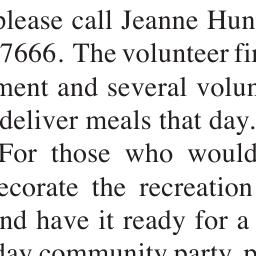 please call Jeanne Hun
7666. The volunteer fi
ment and several volun
deliver meals that day.
For those who would
ecorate the recreation
nd have it ready for a
day community party, p